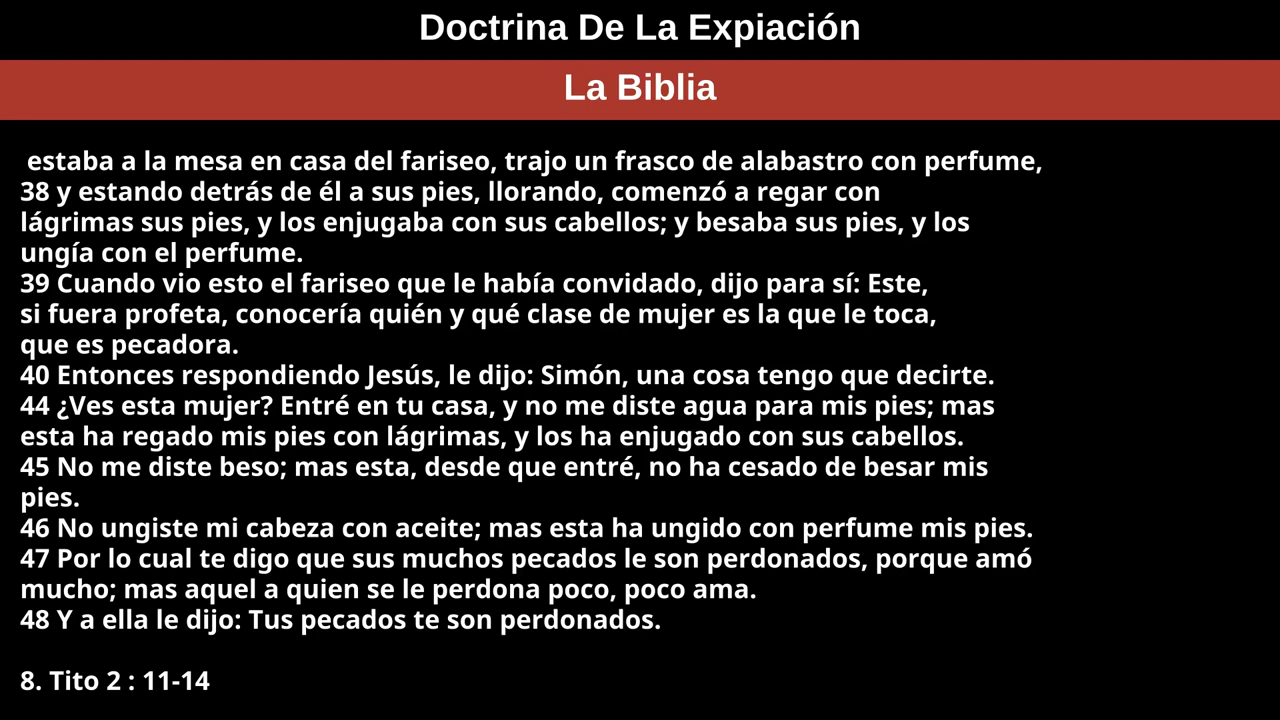 Doctrina De La Expiación
La Biblia
estaba a la mesa en casa del fariseo, trajo un frasco de alabastro con perfume,
38 y estando detrás de él a sus pies, llorando, comenzó a regar con
lágrimas sus pies, y los enjugaba con sus cabellos; y besaba sus pies, y los
ungía con el perfume.
39 Cuando vio esto el fariseo que le había convidado, dijo para sí: Este,
si fuera profeta, conocería quién y qué clase de mujer es la que le toca,
que es pecadora.
40 Entonces respondiendo Jesús, le dijo: Simón, una cosa tengo que decirte.
44 ¿Ves esta mujer? Entré en tu casa, y no me diste agua para mis pies; mas
esta ha regado mis pies con lágrimas, y los ha enjugado con sus cabellos.
45 No me diste beso; mas esta, desde que entré, no ha cesado de besar mis
pies.
46 No ungiste mi cabeza con aceite; mas esta ha ungido con perfume mis pies.
47 Por lo cual te digo que sus muchos pecados le son perdonados, porque amó
mucho; mas aquel a quien se le perdona poco, poco ama.
48 Y a ella le dijo: Tus pecados te son perdonados.
8. Tito 2 : 11-14